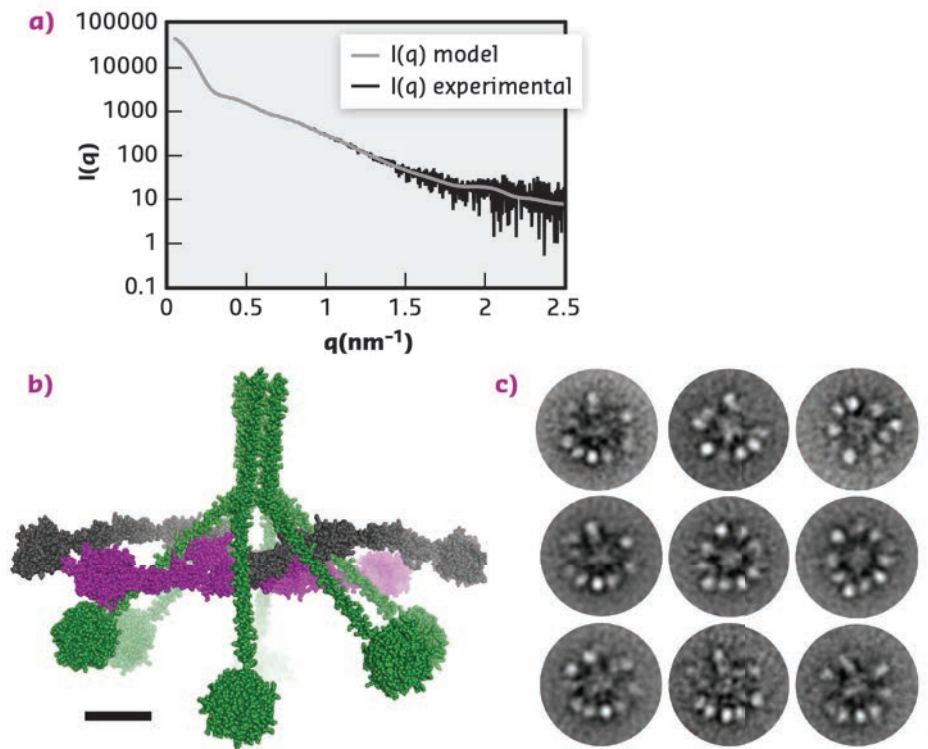 a)
100000
10000
1000
100
10
1
0.1
I(q)
I(q) model
I(q) experimental
0 0.5 1 1.5 2 2.5
q(nm⁻¹)
b)
c)